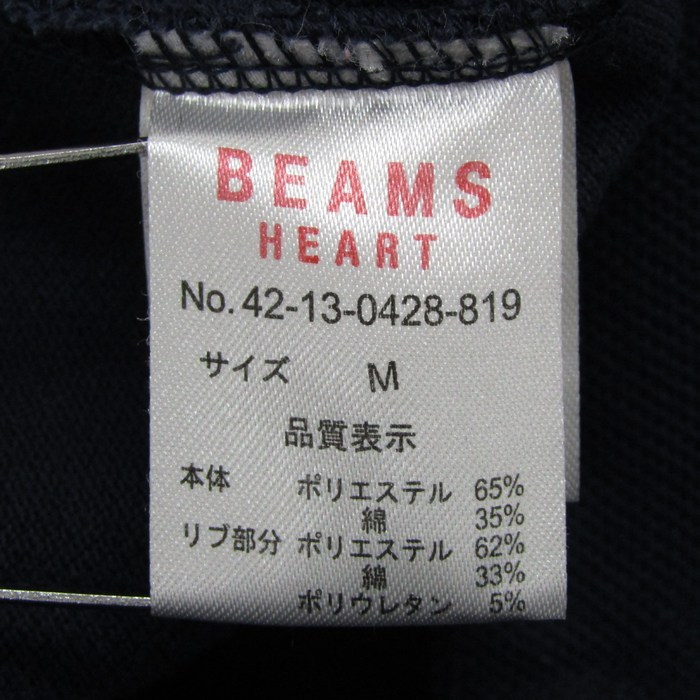 BEAMS
HEART
No. 42-13-0428-819
サイズ M
品質表示
本体 ポリエステル 65%
綿 35%
リブ部分 ポリエステル 62%
綿 33%
ポリウレタン 5%